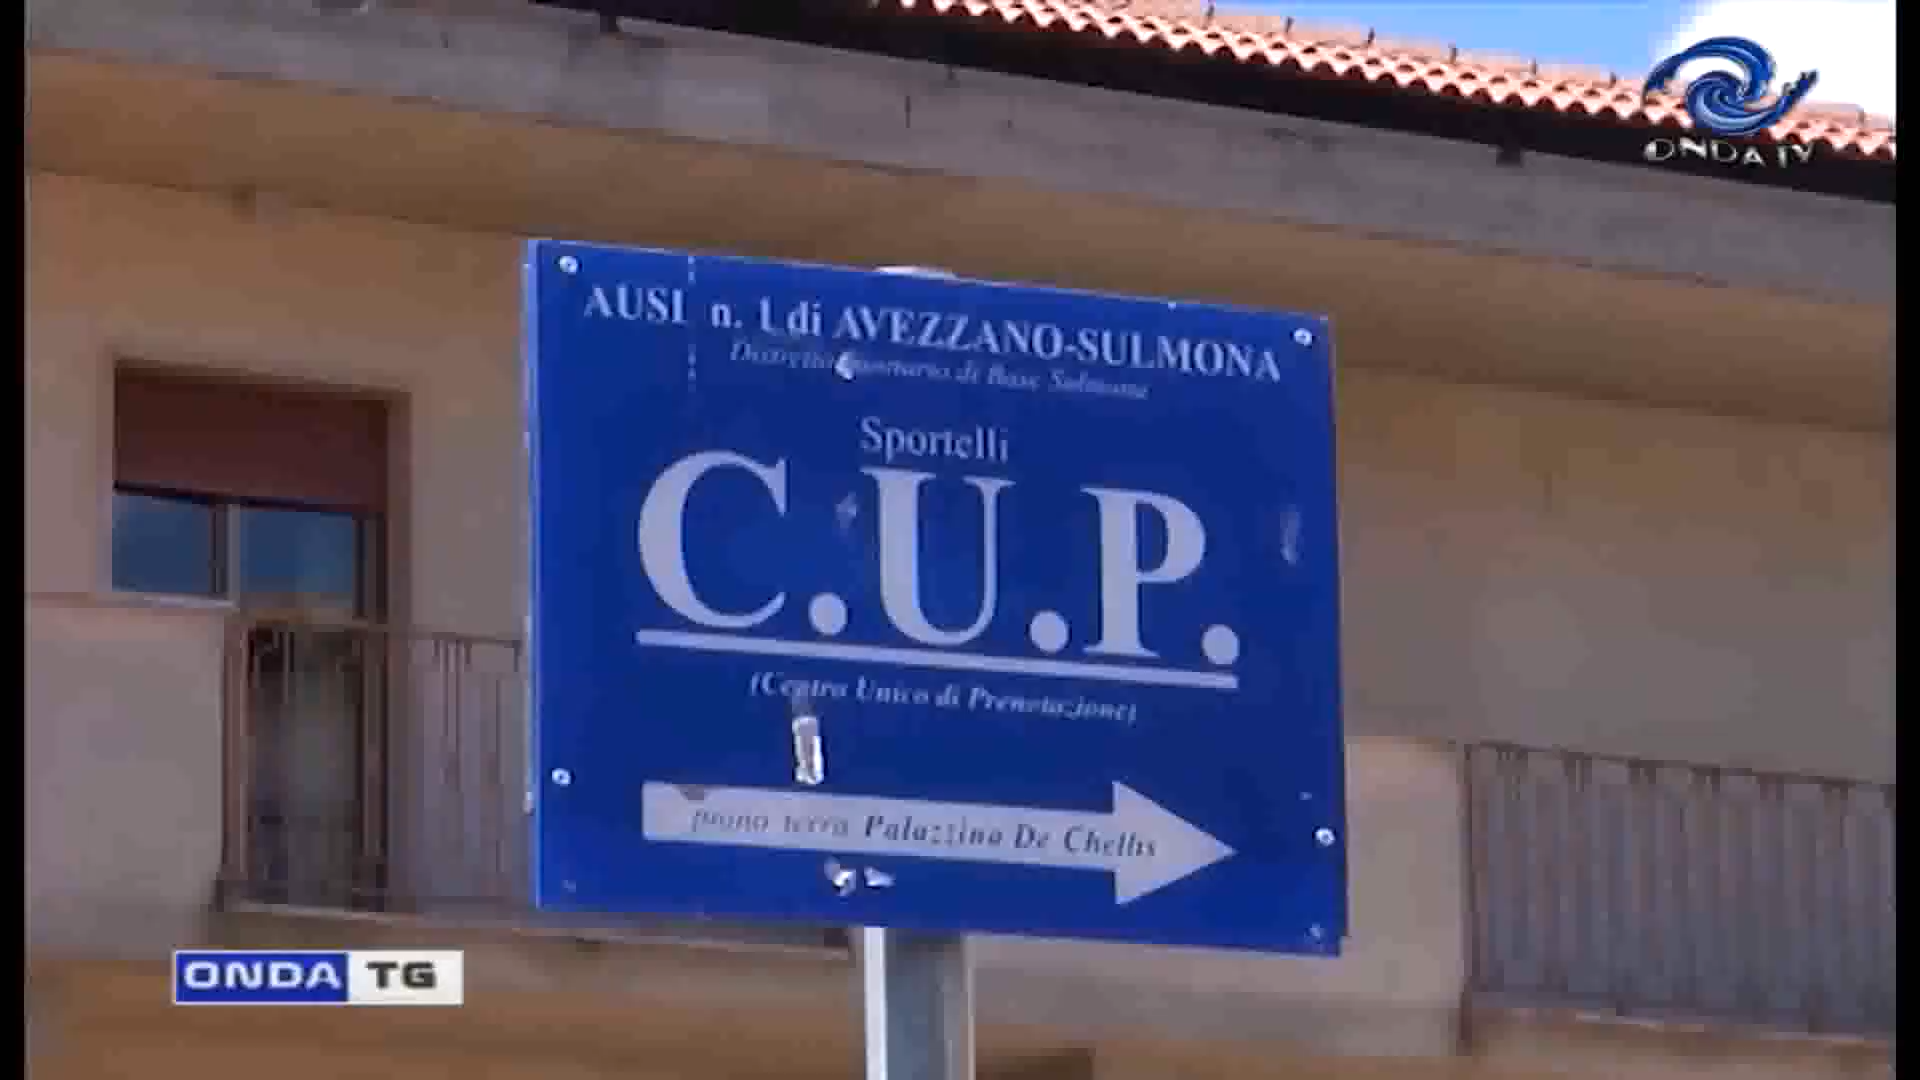 ONDA TV
AUSL n. 1 di AVEZZANO-SULMONA
Distretto Sanitario di Base Sulmona
Sportelli
C.U.P.
(Centro Unico di Prenotazione)
piano terra Palazzina De Chellis
ONDA TG